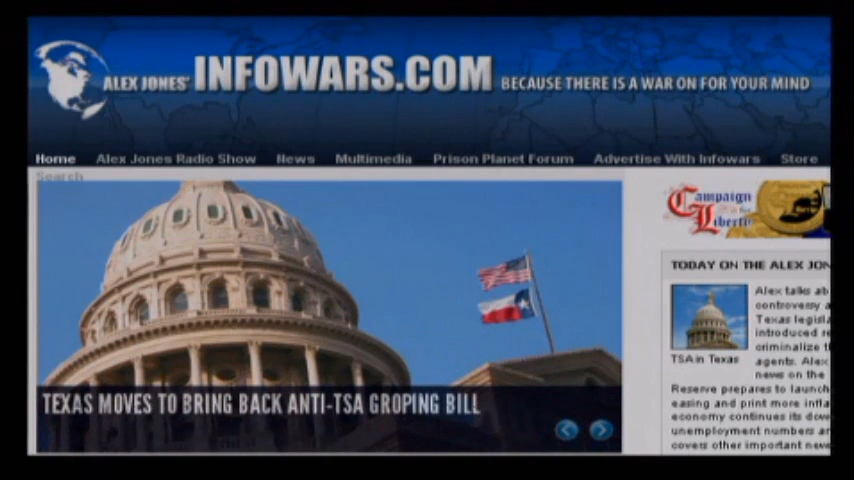 ALEX JONES' INFOWARS.COM BECAUSE THERE IS A WAR ON FOR YOUR MIND
Home Alex Jones Radio Show News Multimedia Prison Planet Forum Advertise With Infowars Store
Search
Campaign
for
Liberty
TEXAS MOVES TO BRING BACK ANTI-TSA GROPING BILL
TODAY ON THE ALEX JON
TSA in Texas
Alex talks ab
controversy a
Texas legisla
introduced re
criminalize t
agents. Alex
news on the
Reserve prepares to launch
easing and print more infla
economy continues its dow
unemployment numbers an
covers other important new